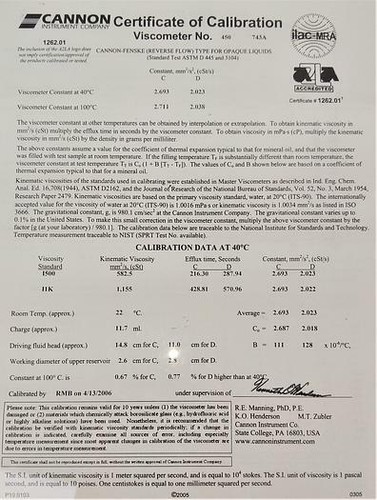 CANNON
INSTRUMENT COMPANY
Certificate of Calibration
Viscometer No. 450 743A
1262.01
The inclusion of the A2LA logo does
not imply certification/approval of
the products calibrated or tested.
CANNON-FENSKE (REVERSE FLOW) TYPE FOR OPAQUE LIQUIDS
(Standard Test ASTM D 445 and D446)
ilac-MRA
ACCREDITED
Certificate # 1262.01
Constant, mm²/s², (cSt/s)
C D
Viscometer Constant at 40°C 2.693 2.023
Viscometer Constant at 100°C 2.711 2.038
The viscometer constant at other temperatures can be obtained by interpolation or extrapolation. To obtain kinematic viscosity in
mm²/s (cSt) multiply the efflux time in seconds by the viscometer constant. To obtain viscosity in mPa·s (cP), multiply the kinematic
viscosity in mm²/s (cSt) by the density in grams per milliliter.
The above constants assume a value for the coefficient of thermal expansion typical to that for mineral oil, and that the viscometer
was filled with test sample at room temperature. If the filling temperature is substantially different than room temperature, the
viscometer constant at test temperature The values of C₀ and B shown below are based on a coefficient of
thermal expansion typical to that for mineral oil.
Kinematic viscosities of the standards used in calibrating were established in Master Viscometers as described in Ind. Eng. Chem.
Anal. Ed. 16,708(1944), ASTM D2162, and the Journal of Research of the National Bureau of Standards, Vol. 52, No. 3, March 1954,
Research Paper 2479. Kinematic viscosities are based on the primary viscosity standard, water, at 20°C (ITS-90). The internationally
accepted value for the viscosity of water at 20°C (ITS-90) is 1.0016 mPa·s or kinematic viscosity is 1.0034 mm²/s as listed in ISO
3666. The gravitational constant, g, is 980.1 cm/sec² at the Cannon Instrument Company. The gravitational constant varies up to
0.1% in the United States. To make this small correction in the viscometer constant, multiply the above viscometer constant by the
factor [g (at your laboratory) / 980.1]. The calibration data below are traceable to the National Institute for Standards and Technology.
Temperature measurement traceable to NIST (SPRT Test No. available).
CALIBRATION DATA AT 40°C
Viscosity Kinematic Viscosity Efflux Time, Seconds Constant, mm²/s², (cSt/s)
Standard mm²/s, (cSt) C D C D
1500 582.5 216.30 287.94 2.693 2.023
11K 1,155 428.81 570.96 2.693 2.022
Room Temp. (approx.) 22 °C. Average = 2.693 2.023
Charge (approx.) 11.7 ml. C₀ = 2.687 2.018
Driving fluid head (approx.) 14.8 cm for C, 11.0 cm for D. B = 111 128 x 10⁻⁶/°C,
Working diameter of upper reservoir 2.6 cm for C, 2.8 cm for D.
Constant at 100° C. is 0.67 % for C, 0.77 % for D higher than at 40°C.
Calibrated by RMB on 4/13/2006 under supervision of
Please note: This calibration remains valid for 10 years unless (1) the viscometer has been
damaged or (2) materials which chemically attack borosilicate glass (e.g. hydrofluoric acid
or highly alkaline solutions) have been used. Nonetheless, it is recommended that the
calibration be verified with kinematic viscosity standards periodically; if a change in
calibration is indicated, carefully examine all sources of error, including especially
temperature measurement since most apparent changes in calibration of the viscometer are
due to errors in temperature measurement.
R.E. Manning, PhD, P.E.
K.O. Henderson M.T. Zubler
Cannon Instrument Co.
State College, PA 16803, USA
www.cannoninstrument.com
This certificate shall not be reproduced except in full, without the written approval of Cannon Instrument Company
The S.I. unit of kinematic viscosity is 1 meter squared per second, and is equal to 10⁴ stokes. The S.I. unit of viscosity is 1 pascal
second, and is equal to 10 poises. One centistokes is equal to one millimeter squared per second.
©2005
0305